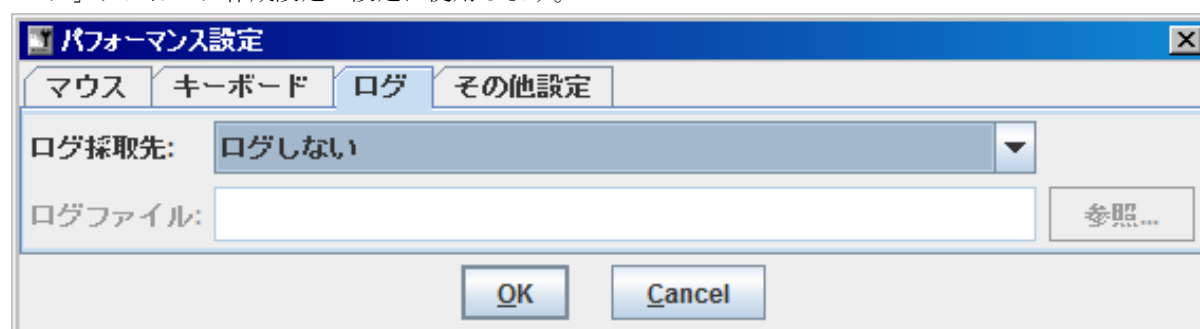 パフォーマンス設定
マウス キーボード ログ その他設定
ログ採取先: ログしない
ログファイル: 参照...
OK Cancel